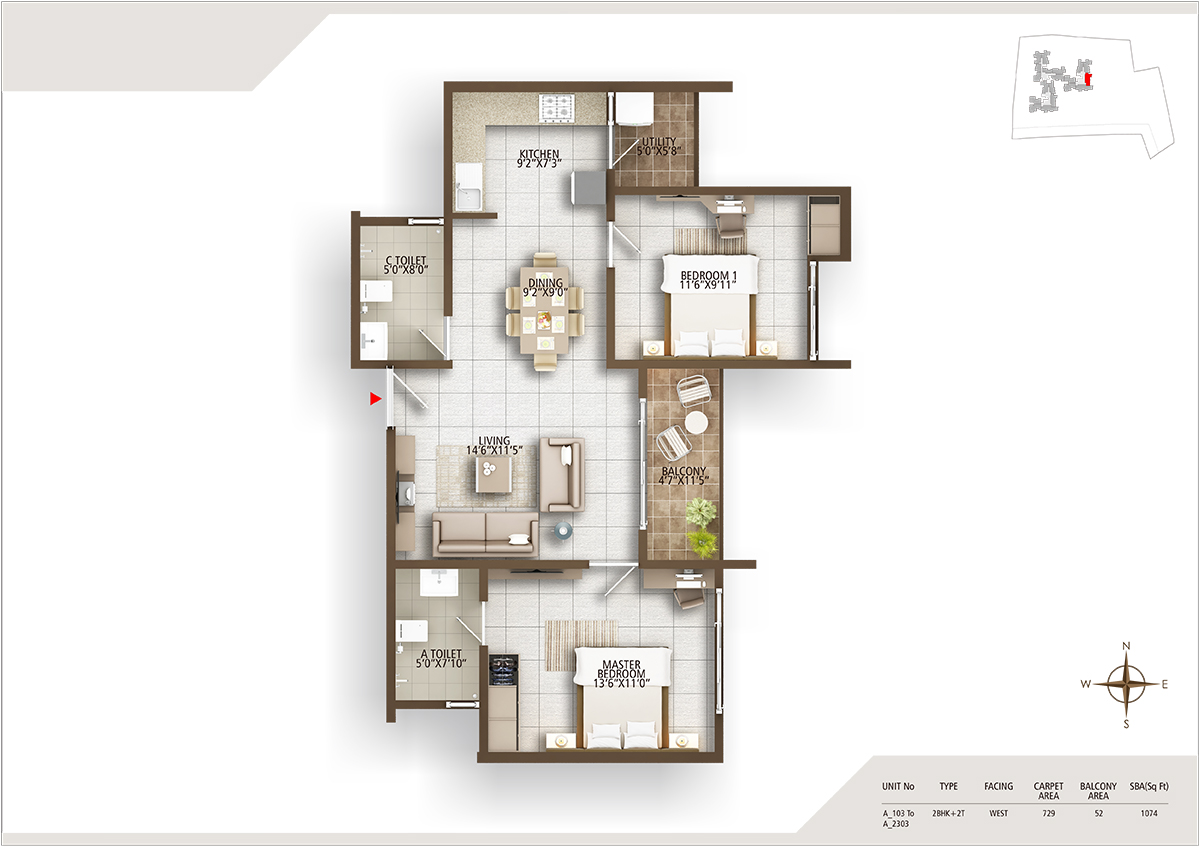 KITCHEN
9'2"X7'3"
UTILITY
5'0"X5'8"
C TOILET
5'0"X8'0"
DINING
9'2"X9'0"
BEDROOM 1
11'6"X9'11"
LIVING
14'6"X11'5"
BALCONY
4'7"X11'5"
A TOILET
5'0"X7'10"
MASTER
BEDROOM
13'6"X11'0"
N
W E
S
UNIT No TYPE FACING CARPET AREA BALCONY AREA SBA(Sq Ft)
A_103 To A_2303 2BHK+2T WEST 729 52 1074